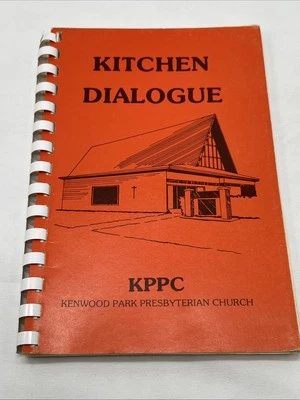 KITCHEN
DIALOGUE
KPPC
KENWOOD PARK PRESBYTERIAN CHURCH